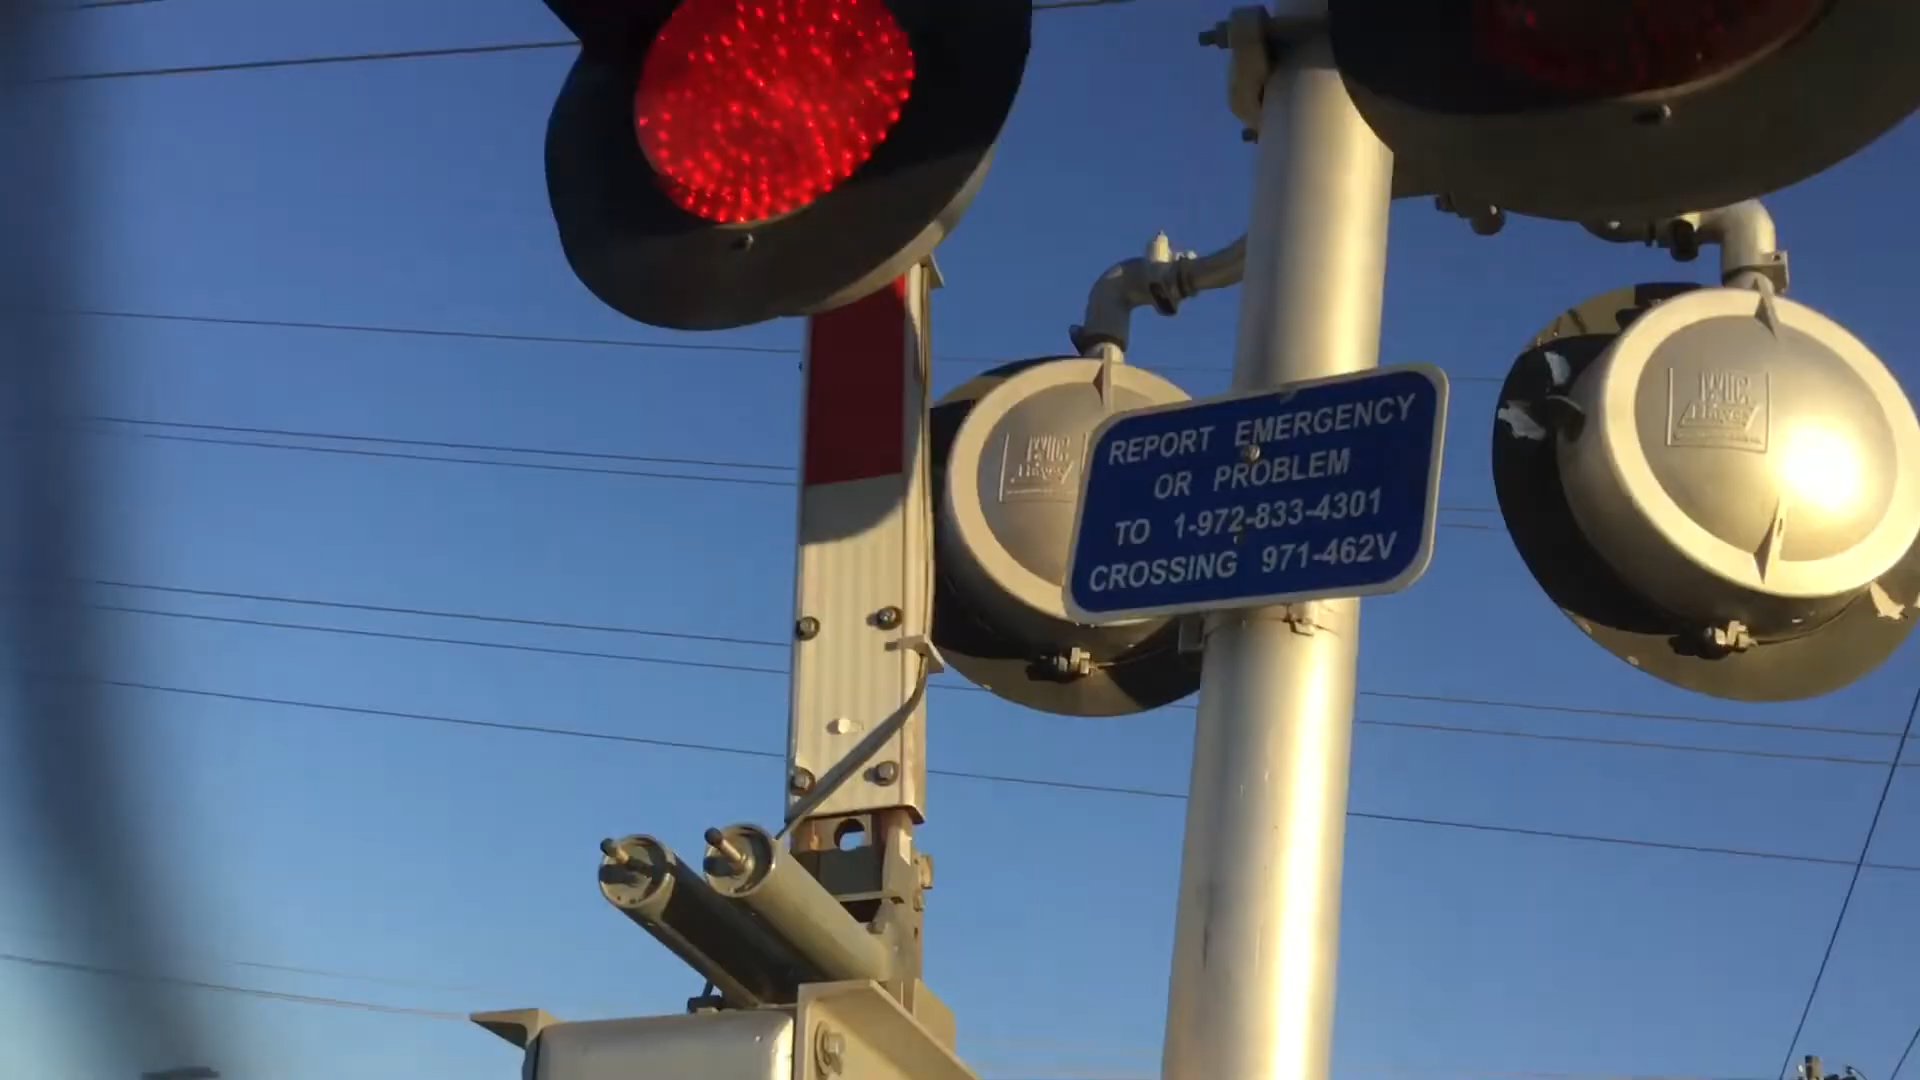 REPORT EMERGENCY
OR PROBLEM
TO 1-972-833-4301
CROSSING 971-462V